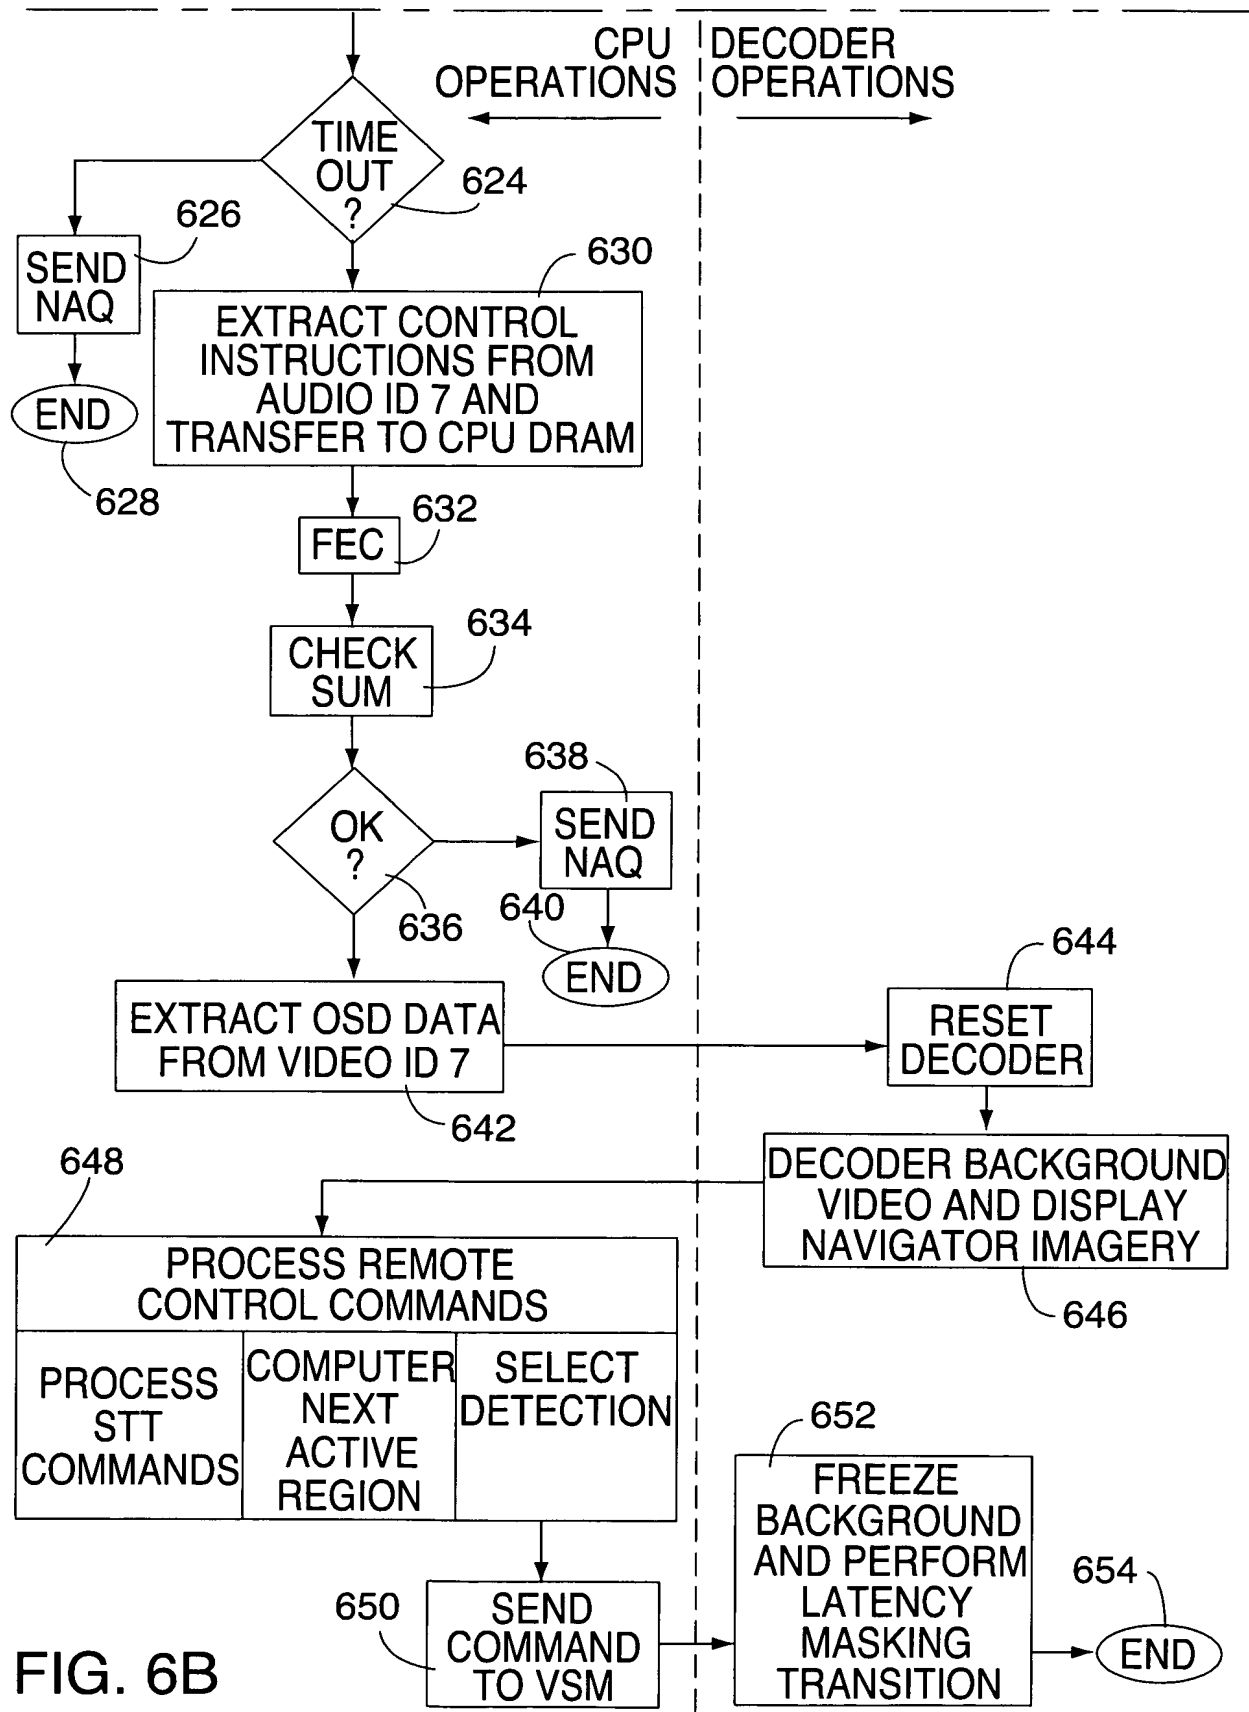 CPU
OPERATIONS
DECODER
OPERATIONS
TIME
OUT
?
624
626
SEND
NAQ
END
628
630
EXTRACT CONTROL
INSTRUCTIONS FROM
AUDIO ID 7 AND
TRANSFER TO CPU DRAM
632
FEC
634
CHECK
SUM
OK
?
636
638
SEND
NAQ
640
END
EXTRACT OSD DATA
FROM VIDEO ID 7
642
644
RESET
DECODER
DECODER BACKGROUND
VIDEO AND DISPLAY
NAVIGATOR IMAGERY
646
648
PROCESS REMOTE
CONTROL COMMANDS
PROCESS
STT
COMMANDS
COMPUTER
NEXT
ACTIVE
REGION
SELECT
DETECTION
650
SEND
COMMAND
TO VSM
652
FREEZE
BACKGROUND
AND PERFORM
LATENCY
MASKING
TRANSITION
654
END
FIG. 6B